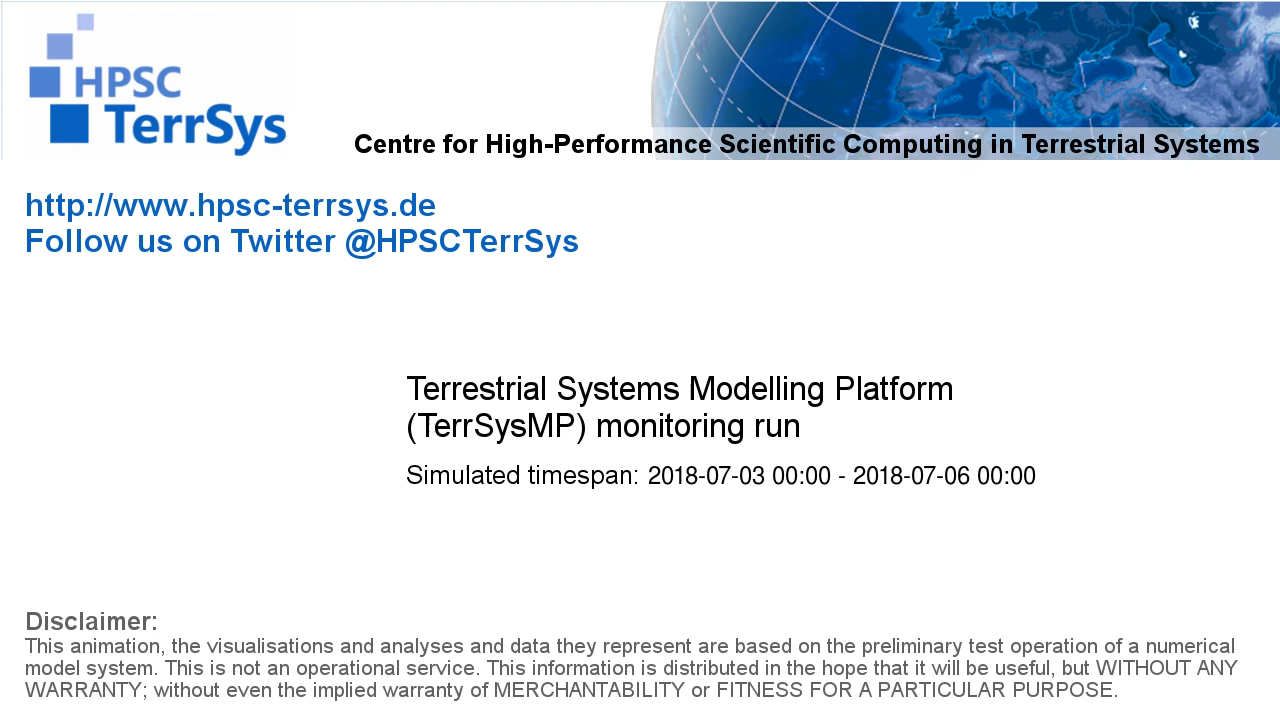 HPSC
TerrSys
Centre for High-Performance Scientific Computing in Terrestrial Systems
http://www.hpsc-terrsys.de
Follow us on Twitter @HPSCTerrSys
Terrestrial Systems Modelling Platform
(TerrSysMP) monitoring run
Simulated timespan: 2018-07-03 00:00 - 2018-07-06 00:00
Disclaimer:
This animation, the visualisations and analyses and data they represent are based on the preliminary test operation of a numerical
model system. This is not an operational service. This information is distributed in the hope that it will be useful, but WITHOUT ANY
WARRANTY; without even the implied warranty of MERCHANTABILITY or FITNESS FOR A PARTICULAR PURPOSE.